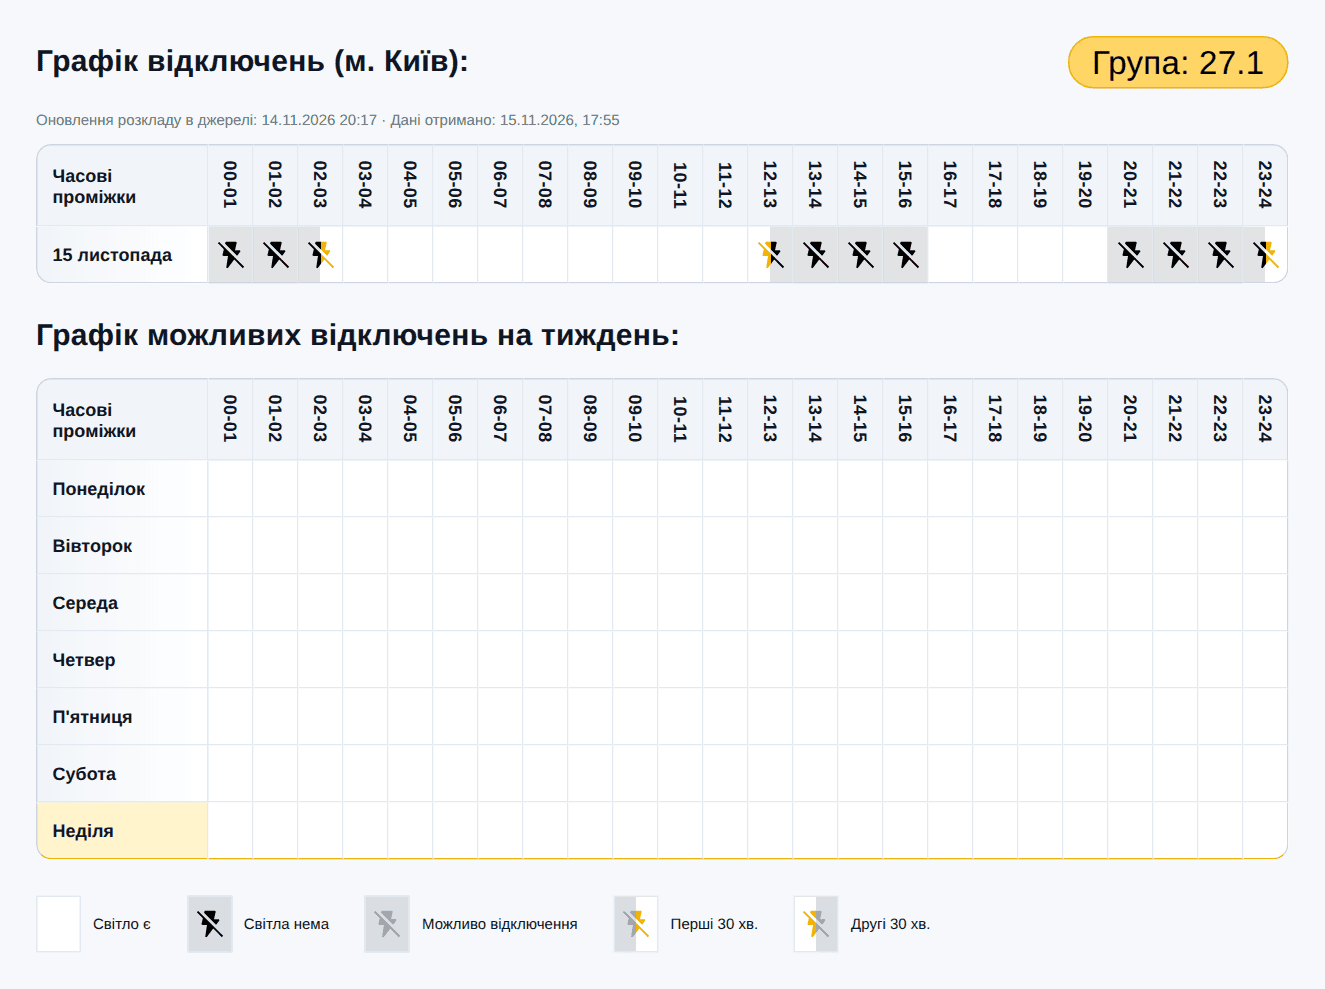 Графік відключень (м. Київ):
Група: 27.1
Оновлення розкладу в джерелі: 14.11.2026 20:17 · Дані отримано: 15.11.2026, 17:55
Часові проміжки 00-01 01-02 02-03 03-04 04-05 05-06 06-07 07-08 08-09 09-10 10-11 11-12 12-13 13-14 14-15 15-16 16-17 17-18 18-19 19-20 20-21 21-22 22-23 23-24
15 листопада
Графік можливих відключень на тиждень:
Часові проміжки 00-01 01-02 02-03 03-04 04-05 05-06 06-07 07-08 08-09 09-10 10-11 11-12 12-13 13-14 14-15 15-16 16-17 17-18 18-19 19-20 20-21 21-22 22-23 23-24
Понеділок
Вівторок
Середа
Четвер
П'ятниця
Субота
Неділя
Світло є Світла нема Можливо відключення Перші 30 хв. Другі 30 хв.